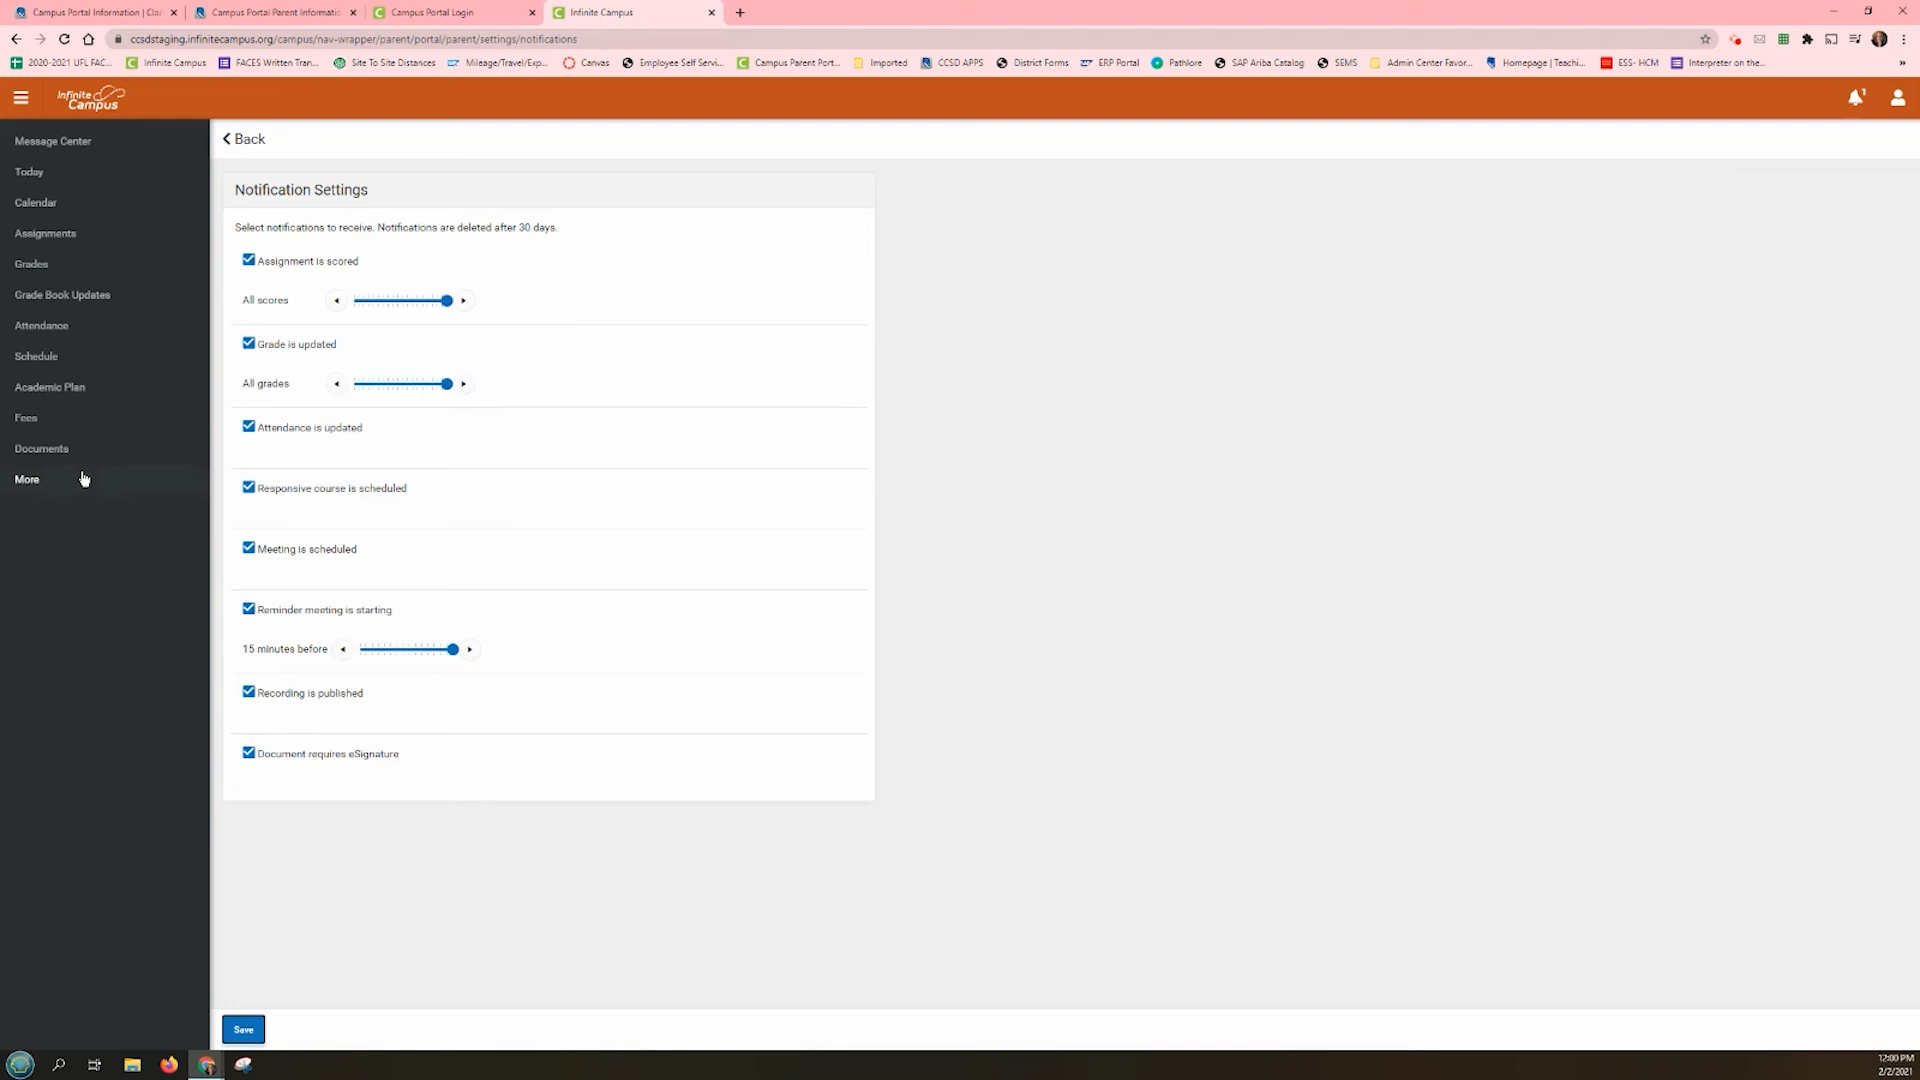 Campus Portal Information | Cla
Campus Portal Parent Informatic
Campus Portal Login
Infinite Campus
ccsdstaging.infinitecampus.org/campus/nav-wrapper/parent/portal/parent/settings/notifications
2020-2021 UFL FAC...
Infinite Campus
FACES Written Tran...
Site To Site Distances
Mileage/Travel/Exp...
Canvas
Employee Self Servi...
Campus Parent Port...
Imported
CCSD APPS
District Forms
ERP Portal
Pathlore
SAP Ariba Catalog
SEMS
Admin Center Favor...
Homepage | Teachi...
ESS- HCM
Interpreter on the...
»
Infinite
Campus
1
Message Center
Today
Calendar
Assignments
Grades
Grade Book Updates
Attendance
Schedule
Academic Plan
Fees
Documents
More
Back
Notification Settings
Select notifications to receive. Notifications are deleted after 30 days.
Assignment is scored
All scores
Grade is updated
All grades
Attendance is updated
Responsive course is scheduled
Meeting is scheduled
Reminder meeting is starting
15 minutes before
Recording is published
Document requires eSignature
Save
12:00 PM
2/2/2021